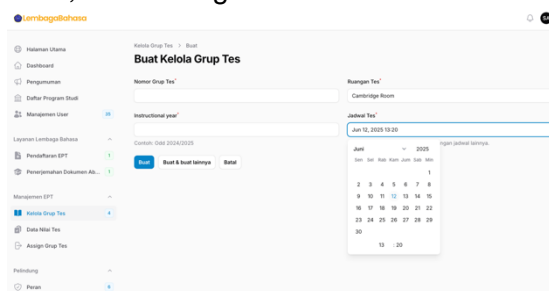 LembagaBahasa
SA
Halaman Utama
Dashboard
Pengumuman
Daftar Program Studi
Manajemen User
Layanan Lembaga Bahasa
Pendaftaran EPT 1
Penerjemahan Dokumen Ab... 1
Manajemen EPT
Kelola Grup Tes 4
Data Nilai Tes
Assign Grup Tes
Pelindung
Peran 6
Kelola Grup Tes > Buat
Buat Kelola Grup Tes
Nomor Grup Tes*
Ruangan Tes*
Cambridge Room
Instructional year*
Contoh: Odd 2024/2025
Jadwal Tes*
Jun 12, 2025 13:20
ngan jadwal lainnya.
Buat Buat & buat lainnya Batal
Juni 2025
Sen Sel Rab Kam Jum Sab Min
1
2 3 4 5 6 7 8
9 10 11 12 13 14 15
16 17 18 19 20 21 22
23 24 25 26 27 28 29
30
13 : 20